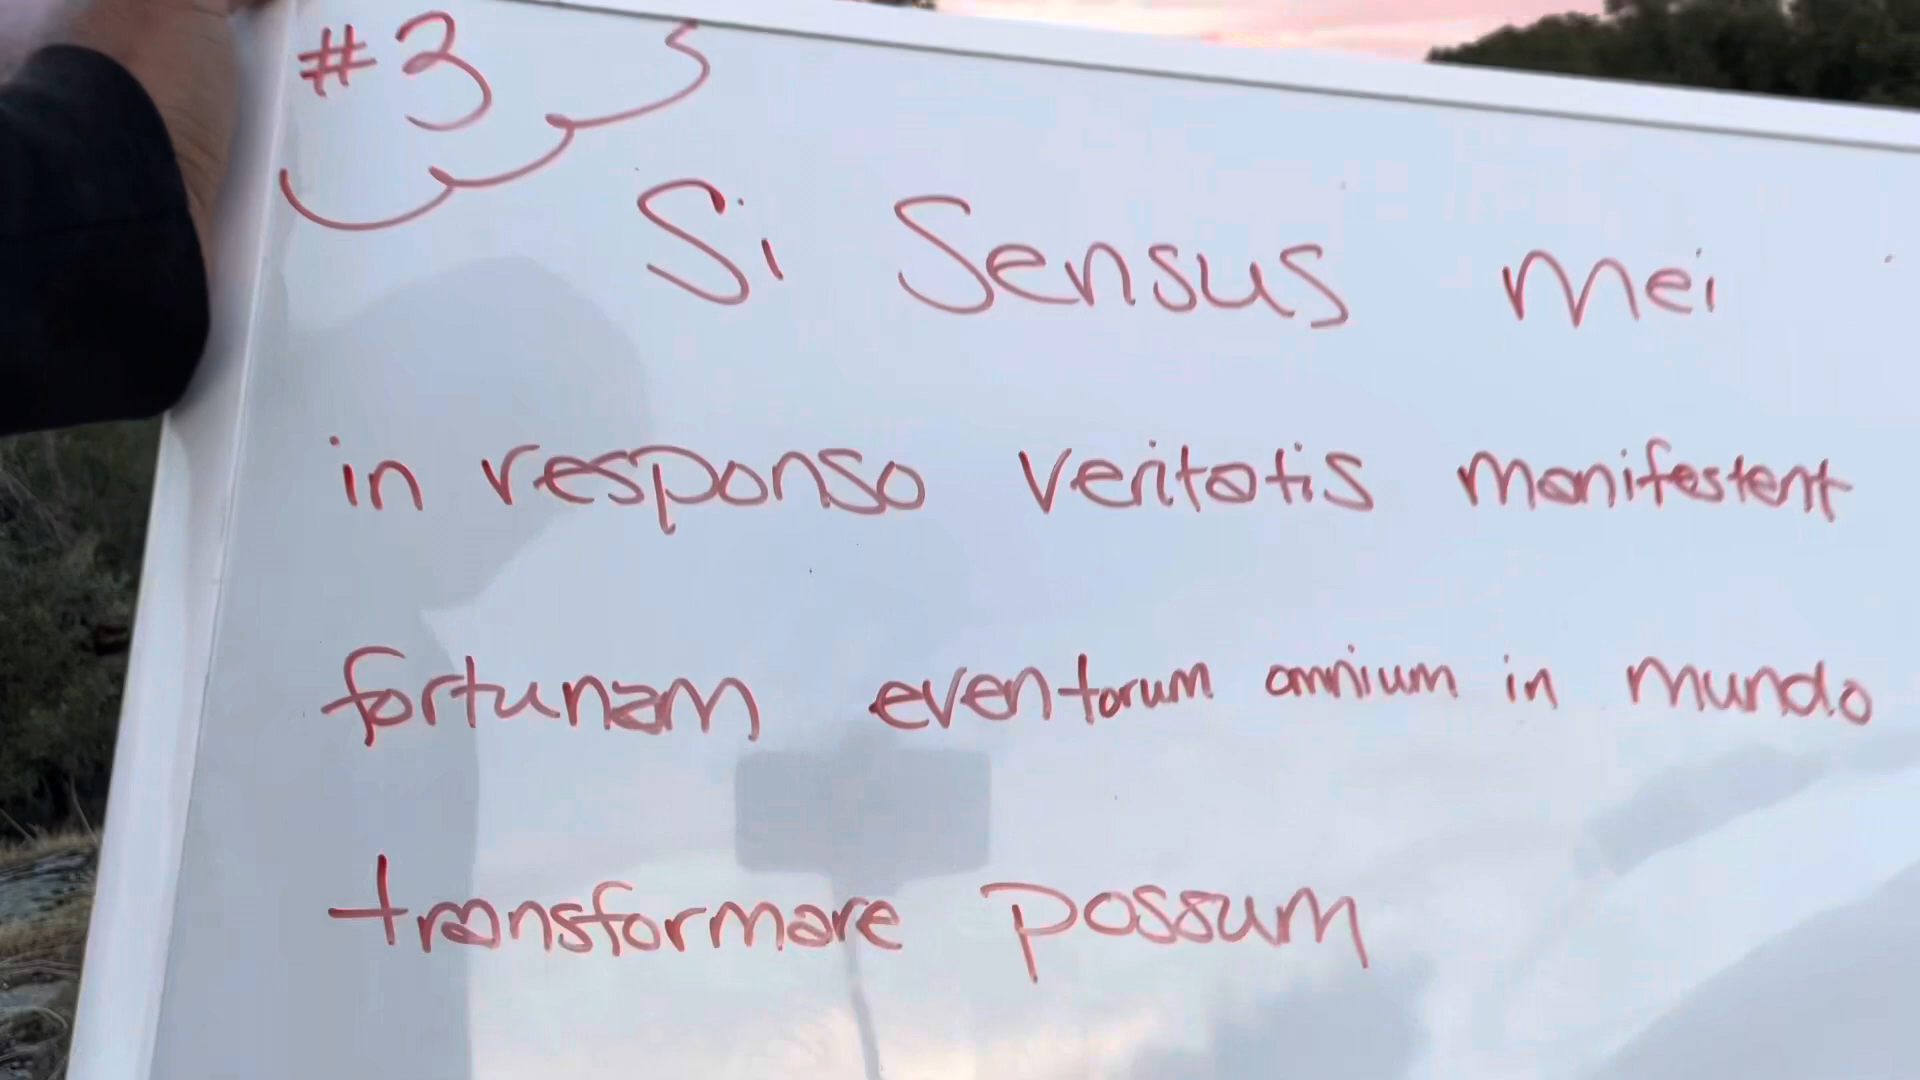 #3
Si Sensus mei
in responso veritatis manifestent
fortunam eventorum omnium in mundo
transformare possum